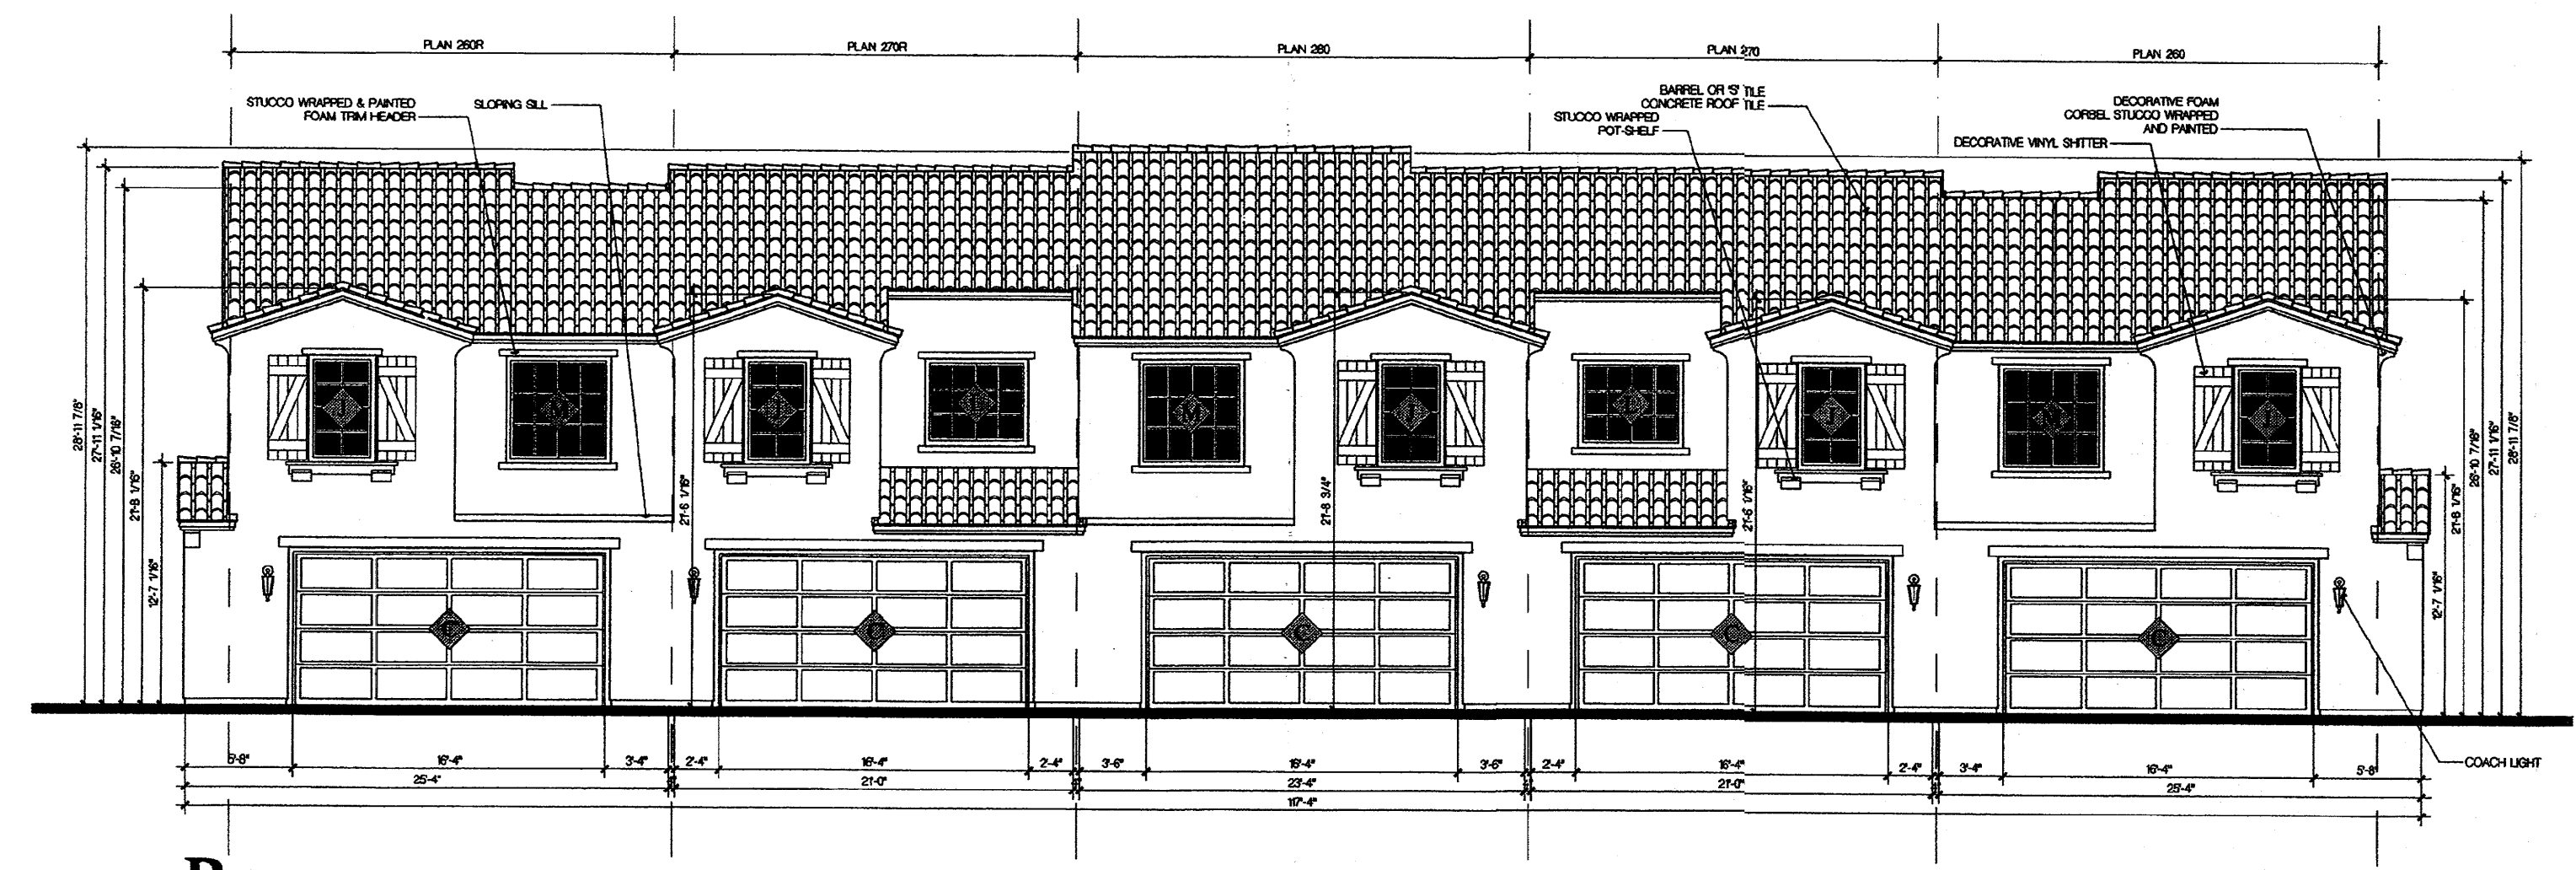 PLAN 260R
PLAN 270R
PLAN 280
PLAN 270
PLAN 260
STUCCO WRAPPED & PAINTED
FOAM TRIM HEADER
SLOPING SILL
STUCCO WRAPPED
POT-SHELF
BARREL OR 'S' TILE
CONCRETE ROOF TILE
DECORATIVE FOAM
CORBEL STUCCO WRAPPED
AND PAINTED
DECORATIVE VINYL SHTTER
28'-11 7/8"
27'-11 1/16"
26'-10 7/16"
21'-8 1/16"
12'-7 1/16"
21'-6 1/16"
21'-8 3/4"
21'-6 1/16"
12'-7 1/16"
21'-8 1/16"
26'-10 7/16"
27'-11 1/16"
28'-11 7/8"
J
M
J
L
M
J
L
J
M
J
C
C
C
C
C
COACH LIGHT
5'-8"
16'-4"
3'-4"
2'-4"
16'-4"
2'-4"
3'-6"
16'-4"
3'-6"
2'-4"
16'-4"
2'-4"
3'-4"
16'-4"
5'-8"
25'-4"
21'-0"
23'-4"
21'-0"
25'-4"
117'-4"